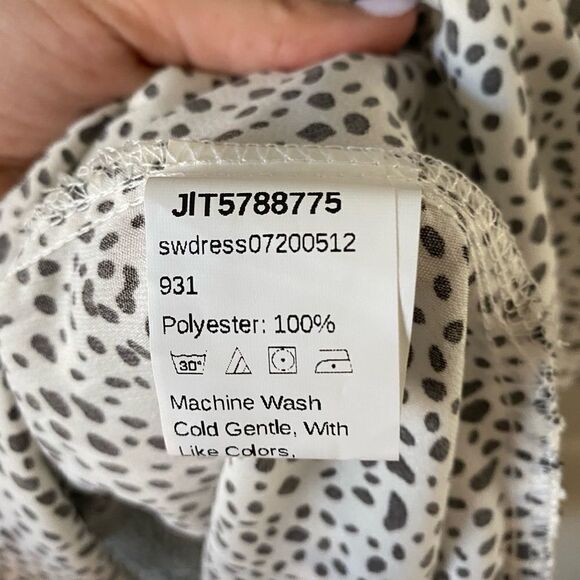 JIT5788775
swdress07200512
931
Polyester: 100%
30°
Machine Wash
Cold Gentle, With
Like Colors,